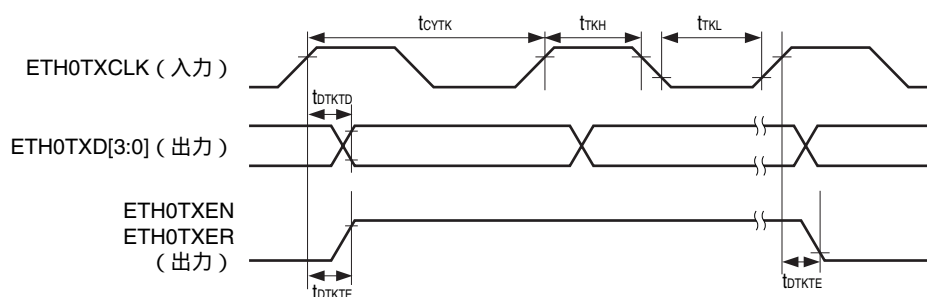 tCYTK
tTKH
tTKL
ETH0TXCLK（入力）
tDTKTD
ETH0TXD[3:0]（出力）
ETH0TXEN
ETH0TXER
（出力）
tDTKTE
tDTKTE